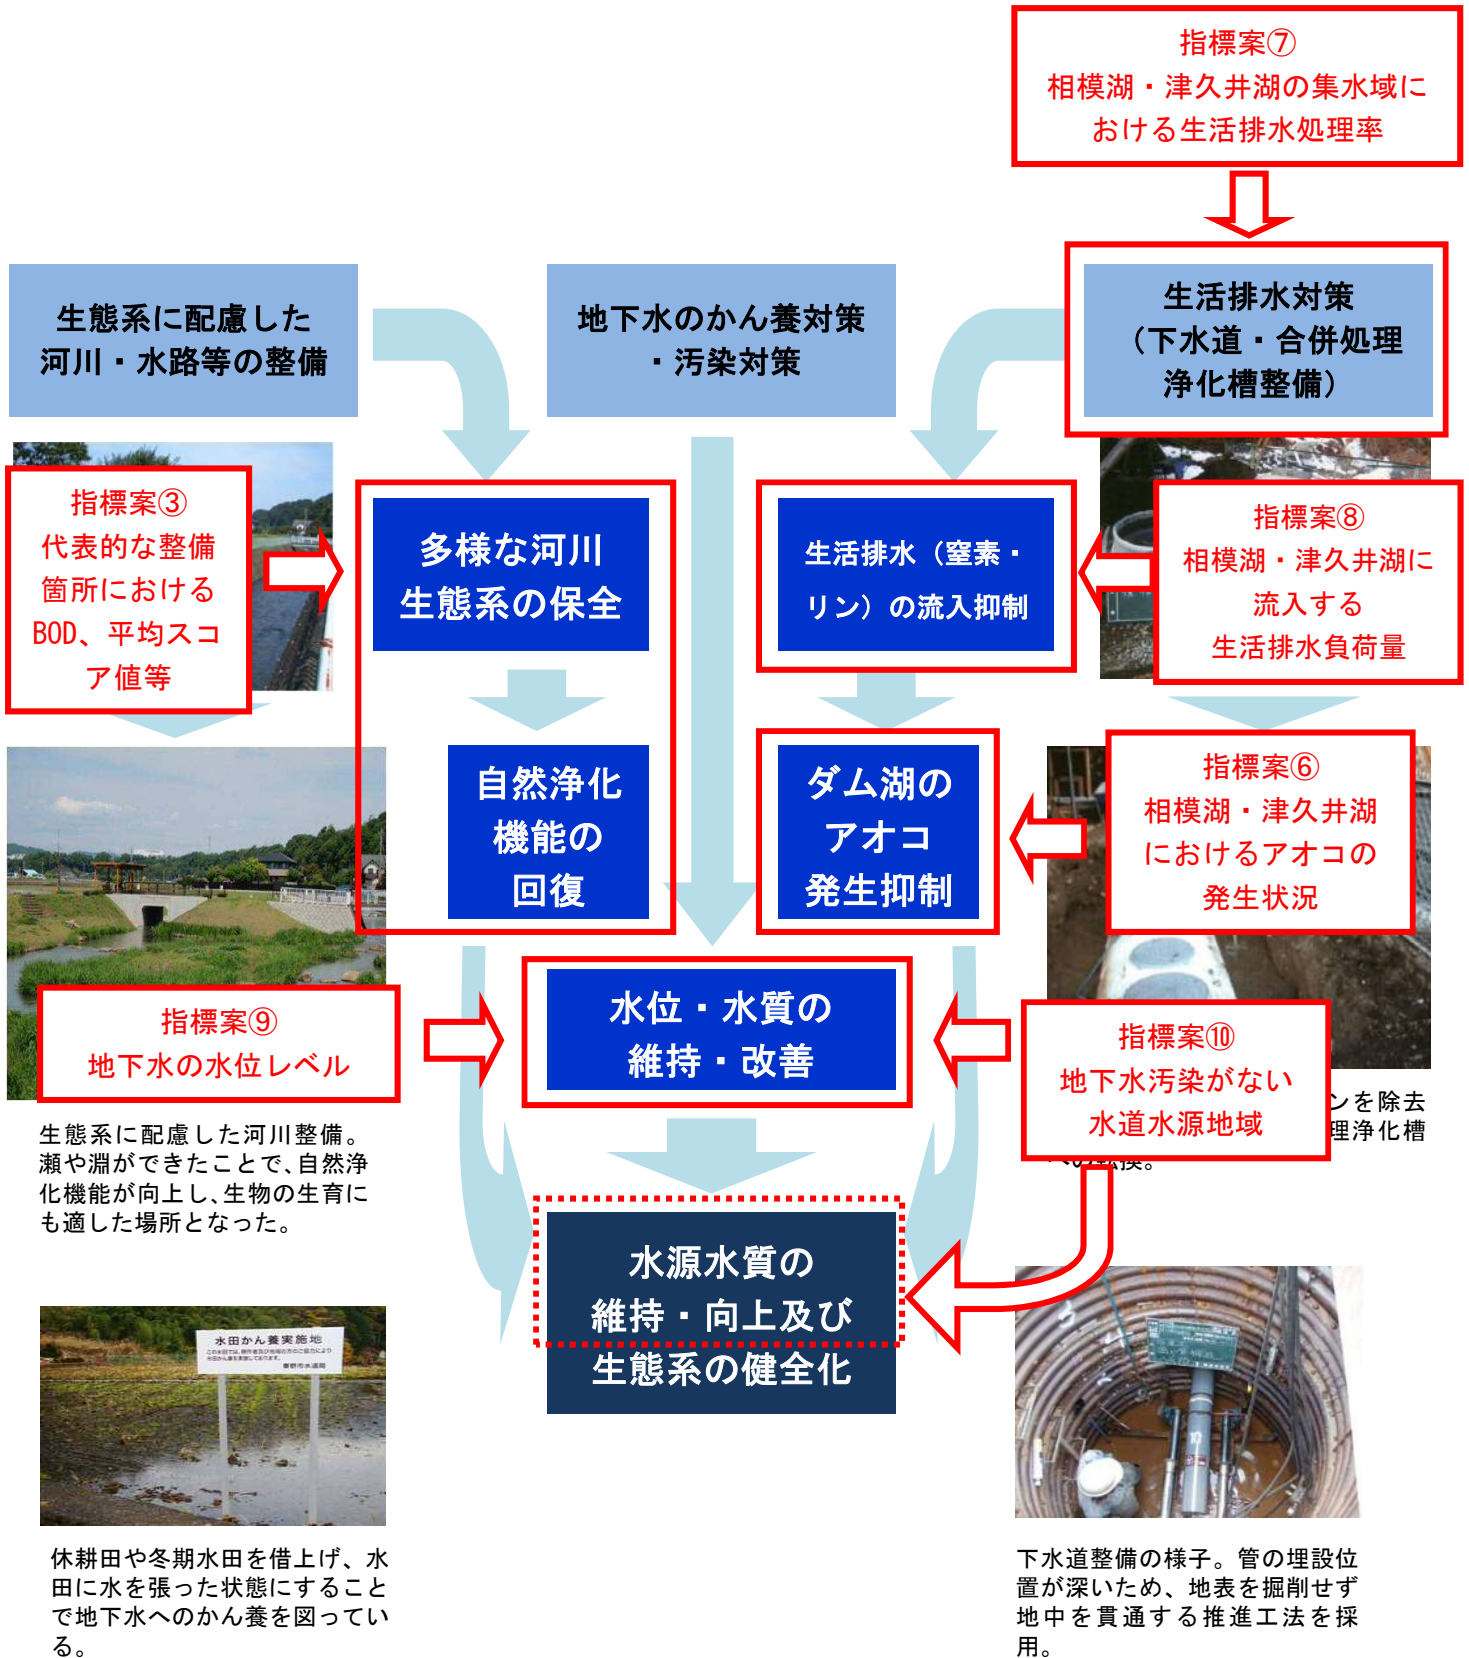 指標案⑦
相模湖・津久井湖の集水域に
おける生活排水処理率
生態系に配慮した
河川・水路等の整備
地下水のかん養対策
・汚染対策
生活排水対策
（下水道・合併処理
浄化槽整備）
指標案③
代表的な整備
箇所における
BOD、平均スコ
ア値等
多様な河川
生態系の保全
生活排水（窒素・
リン）の流入抑制
指標案⑧
相模湖・津久井湖に
流入する
生活排水負荷量
自然浄化
機能の
回復
ダム湖の
アオコ
発生抑制
指標案⑥
相模湖・津久井湖
におけるアオコの
発生状況
指標案⑨
地下水の水位レベル
水位・水質の
維持・改善
指標案⑩
地下水汚染がない
水道水源地域
ンを除去
理浄化槽
への転換。
生態系に配慮した河川整備。
瀬や淵ができたことで、自然浄
化機能が向上し、生物の生育に
も適した場所となった。
水源水質の
維持・向上及び
生態系の健全化
水田かん養実施地
秦野市水道局
休耕田や冬期水田を借上げ、水
田に水を張った状態にすること
で地下水へのかん養を図ってい
る。
下水道整備の様子。管の埋設位
置が深いため、地表を掘削せず
地中を貫通する推進工法を採
用。